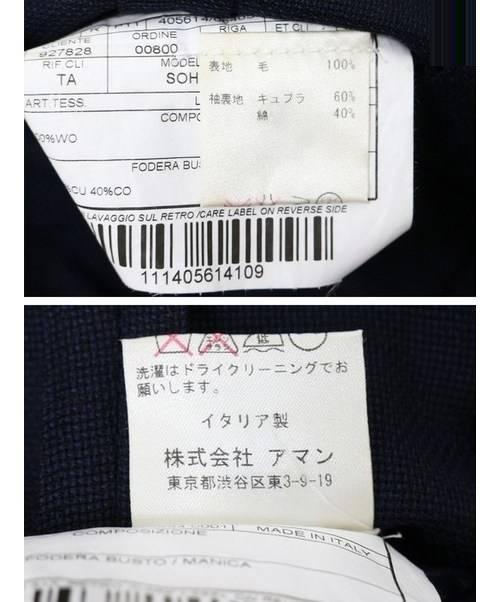 405614/
RIGA
ET
CLIENTE
ORDINE
927828
00800
RIF.CLI.
MODEL
TA
SOH
ART.TESS.
COMPO
50%WO
FODERA BUS
CU 40%CO
表地 毛 100%
袖裏地 キュプラ 60%
綿 40%
LAVAGGIO SUL RETRO /CARE LABEL ON REVERSE SIDE
111405614109
低
洗濯はドライクリーニングでお
願いします。
イタリア製
株式会社 アマン
東京都渋谷区東3-9-19
0001
MADE IN ITALY
COMPOSIZIONE
FODERA BUSTO / MANICA